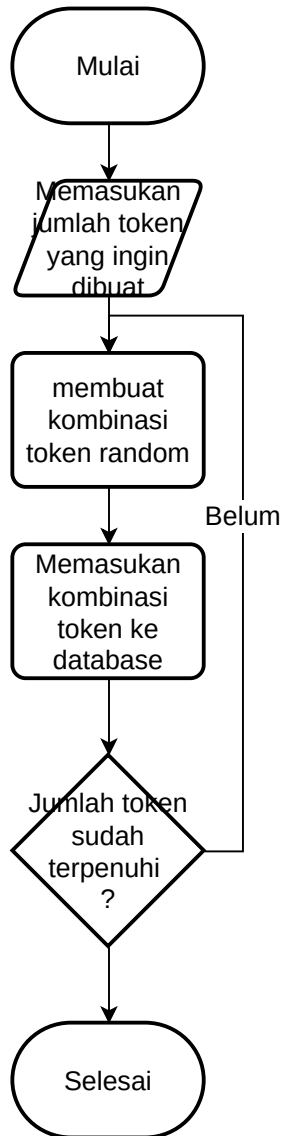 Mulai
Memasukan
jumlah token
yang ingin
dibuat
membuat
kombinasi
token random
Belum
Memasukan
kombinasi
token ke
database
Jumlah token
sudah
terpenuhi
?
Selesai